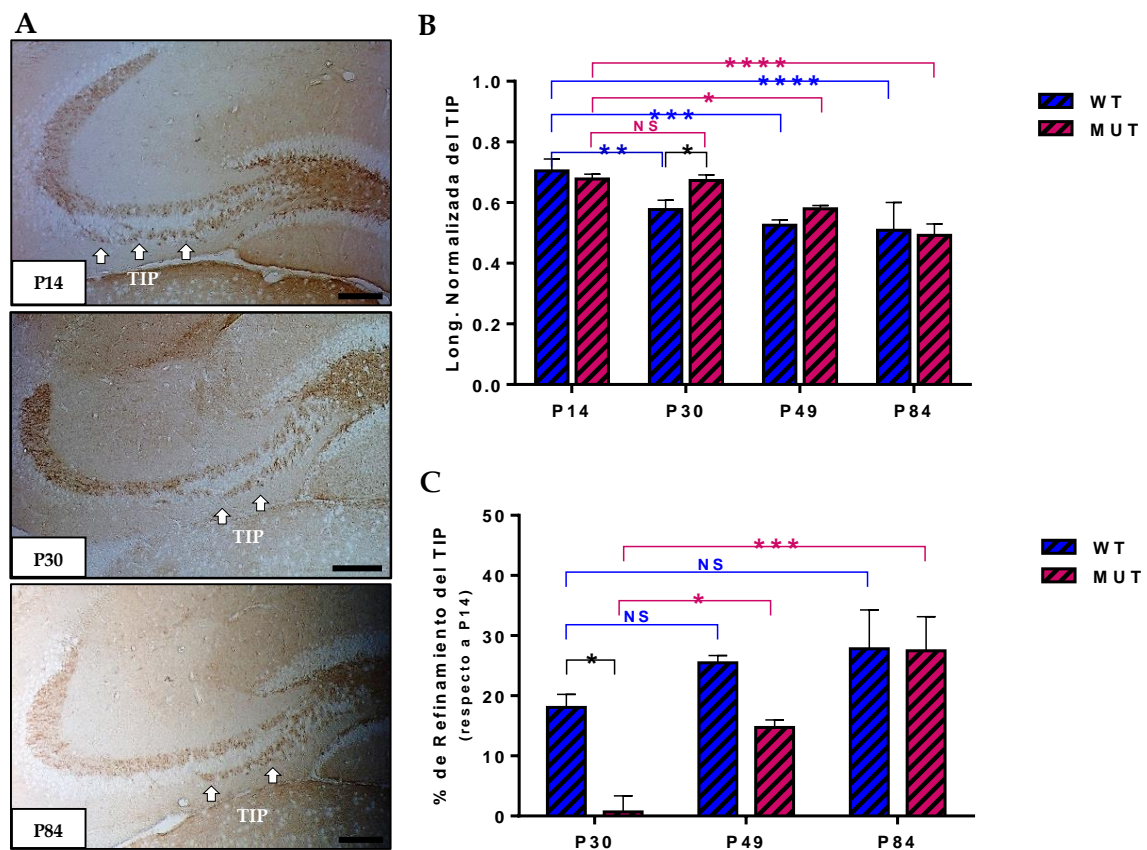 A
TIP
P14
TIP
P30
TIP
P84
B
Long. Normalizada del TIP
1.0
0.8
0.6
0.4
0.2
0.0
****
****
*
***
NS
**
*
P14 P30 P49 P84
WT
MUT
C
% de Refinamiento del TIP
(respecto a P14)
50
40
30
20
10
0
***
NS
*
NS
*
P30 P49 P84
WT
MUT